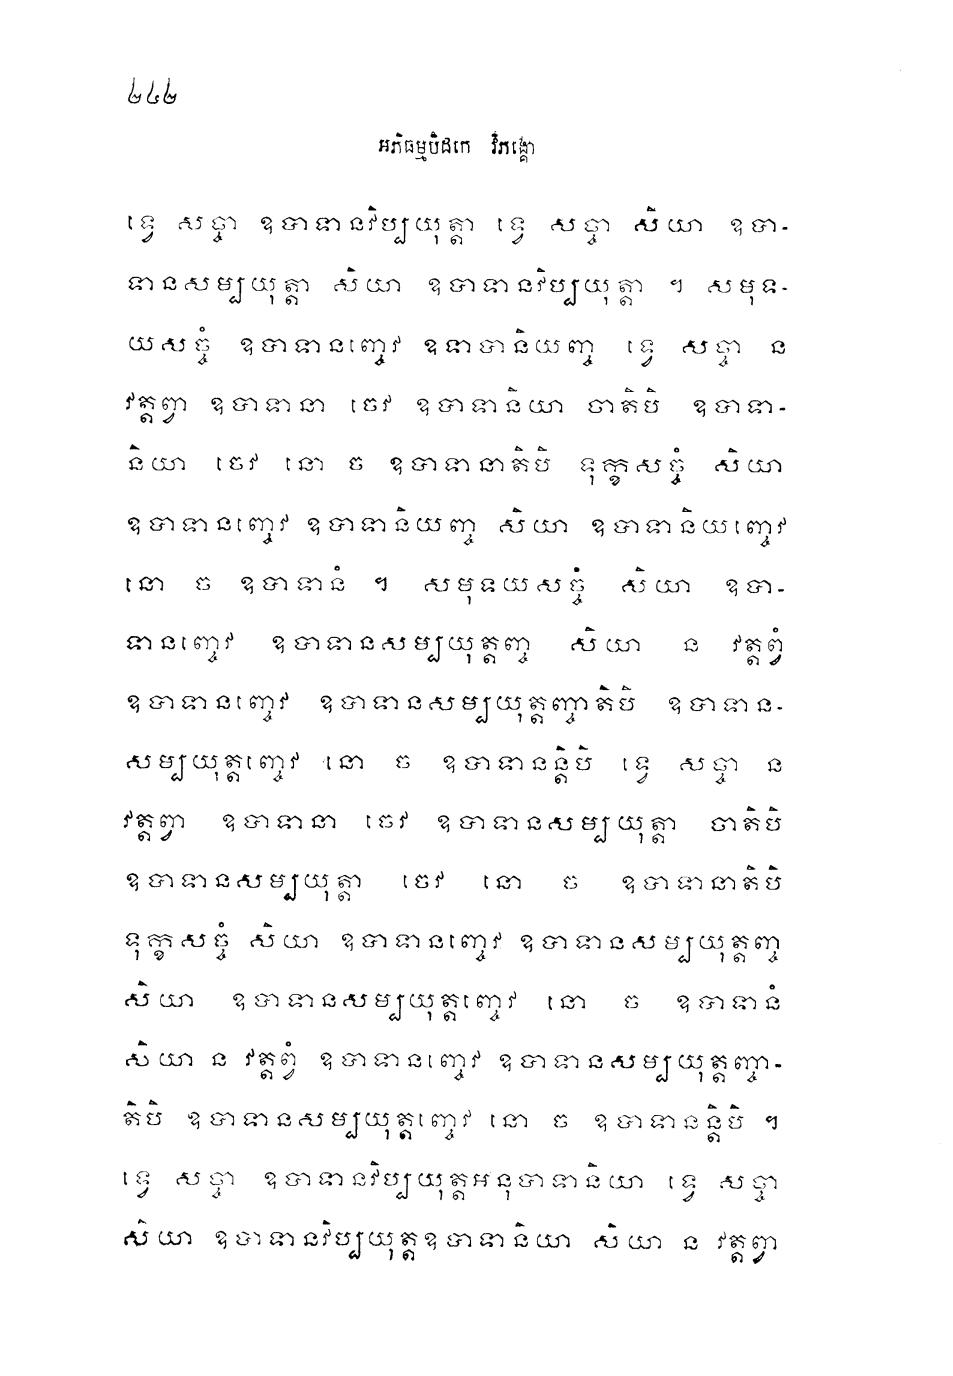 ២៤២
អភិធម្មបិដកេ វិភង្គោ
ទ្វេ សច្ចា ឧបាទានវិប្បយុត្តា ទ្វេ សច្ចា សិយា ឧបា-
ទានសម្បយុត្តា សិយា ឧបាទានវិប្បយុត្តា ។ សមុទ-
យសច្ចំ ឧបាទានញ្ចេវ ឧបាទានិយញ្ច ទ្វេ សច្ចា ន
វត្តព្វា ឧបាទានា ចេវ ឧបាទានិយា ចាតិបិ ឧបាទា-
និយា ចេវ នោ ច ឧបាទានាតិបិ ទុក្ខសច្ចំ សិយា
ឧបាទានញ្ចេវ ឧបាទានិយញ្ច សិយា ឧបាទានិយញ្ចេវ
នោ ច ឧបាទានំ ។ សមុទយសច្ចំ សិយា ឧបា-
ទានញ្ចេវ ឧបាទានសម្បយុត្តញ្ច សិយា ន វត្តព្វំ
ឧបាទានញ្ចេវ ឧបាទានសម្បយុត្តញ្ចាតិបិ ឧបាទាន-
សម្បយុត្តញ្ចេវ នោ ច ឧបាទានន្តិបិ ទ្វេ សច្ចា ន
វត្តព្វា ឧបាទានា ចេវ ឧបាទានសម្បយុត្តា ចាតិបិ
ឧបាទានសម្បយុត្តា ចេវ នោ ច ឧបាទានាតិបិ
ទុក្ខសច្ចំ សិយា ឧបាទានញ្ចេវ ឧបាទានសម្បយុត្តញ្ច
សិយា ឧបាទានសម្បយុត្តញ្ចេវ នោ ច ឧបាទានំ
សិយា ន វត្តព្វំ ឧបាទានញ្ចេវ ឧបាទានសម្បយុត្តញ្ចា-
តិបិ ឧបាទានសម្បយុត្តញ្ចេវ នោ ច ឧបាទានន្តិបិ ។
ទ្វេ សច្ចា ឧបាទានវិប្បយុត្តអនុបាទានិយា ទ្វេ សច្ចា
សិយា ឧបាទានវិប្បយុត្តឧបាទានិយា សិយា ន វត្តព្វា